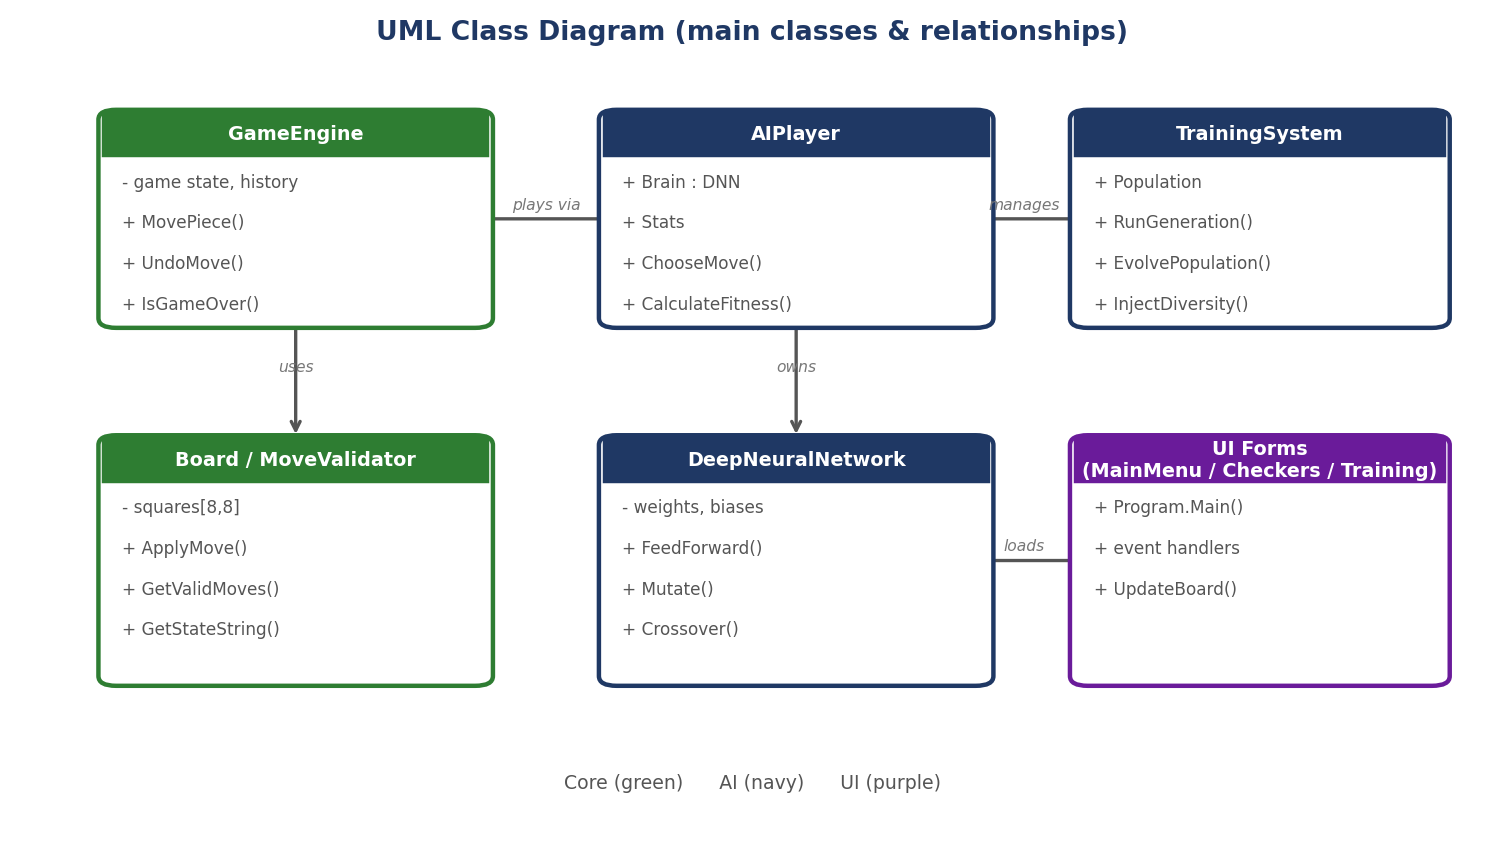 UML Class Diagram (main classes & relationships)
GameEngine
- game state, history
+ MovePiece()
+ UndoMove()
+ IsGameOver()
plays via
AIPlayer
+ Brain : DNN
+ Stats
+ ChooseMove()
+ CalculateFitness()
manages
TrainingSystem
+ Population
+ RunGeneration()
+ EvolvePopulation()
+ InjectDiversity()
uses
owns
Board / MoveValidator
- squares[8,8]
+ ApplyMove()
+ GetValidMoves()
+ GetStateString()
DeepNeuralNetwork
- weights, biases
+ FeedForward()
+ Mutate()
+ Crossover()
loads
UI Forms
(MainMenu / Checkers / Training)
+ Program.Main()
+ event handlers
+ UpdateBoard()
Core (green) AI (navy) UI (purple)